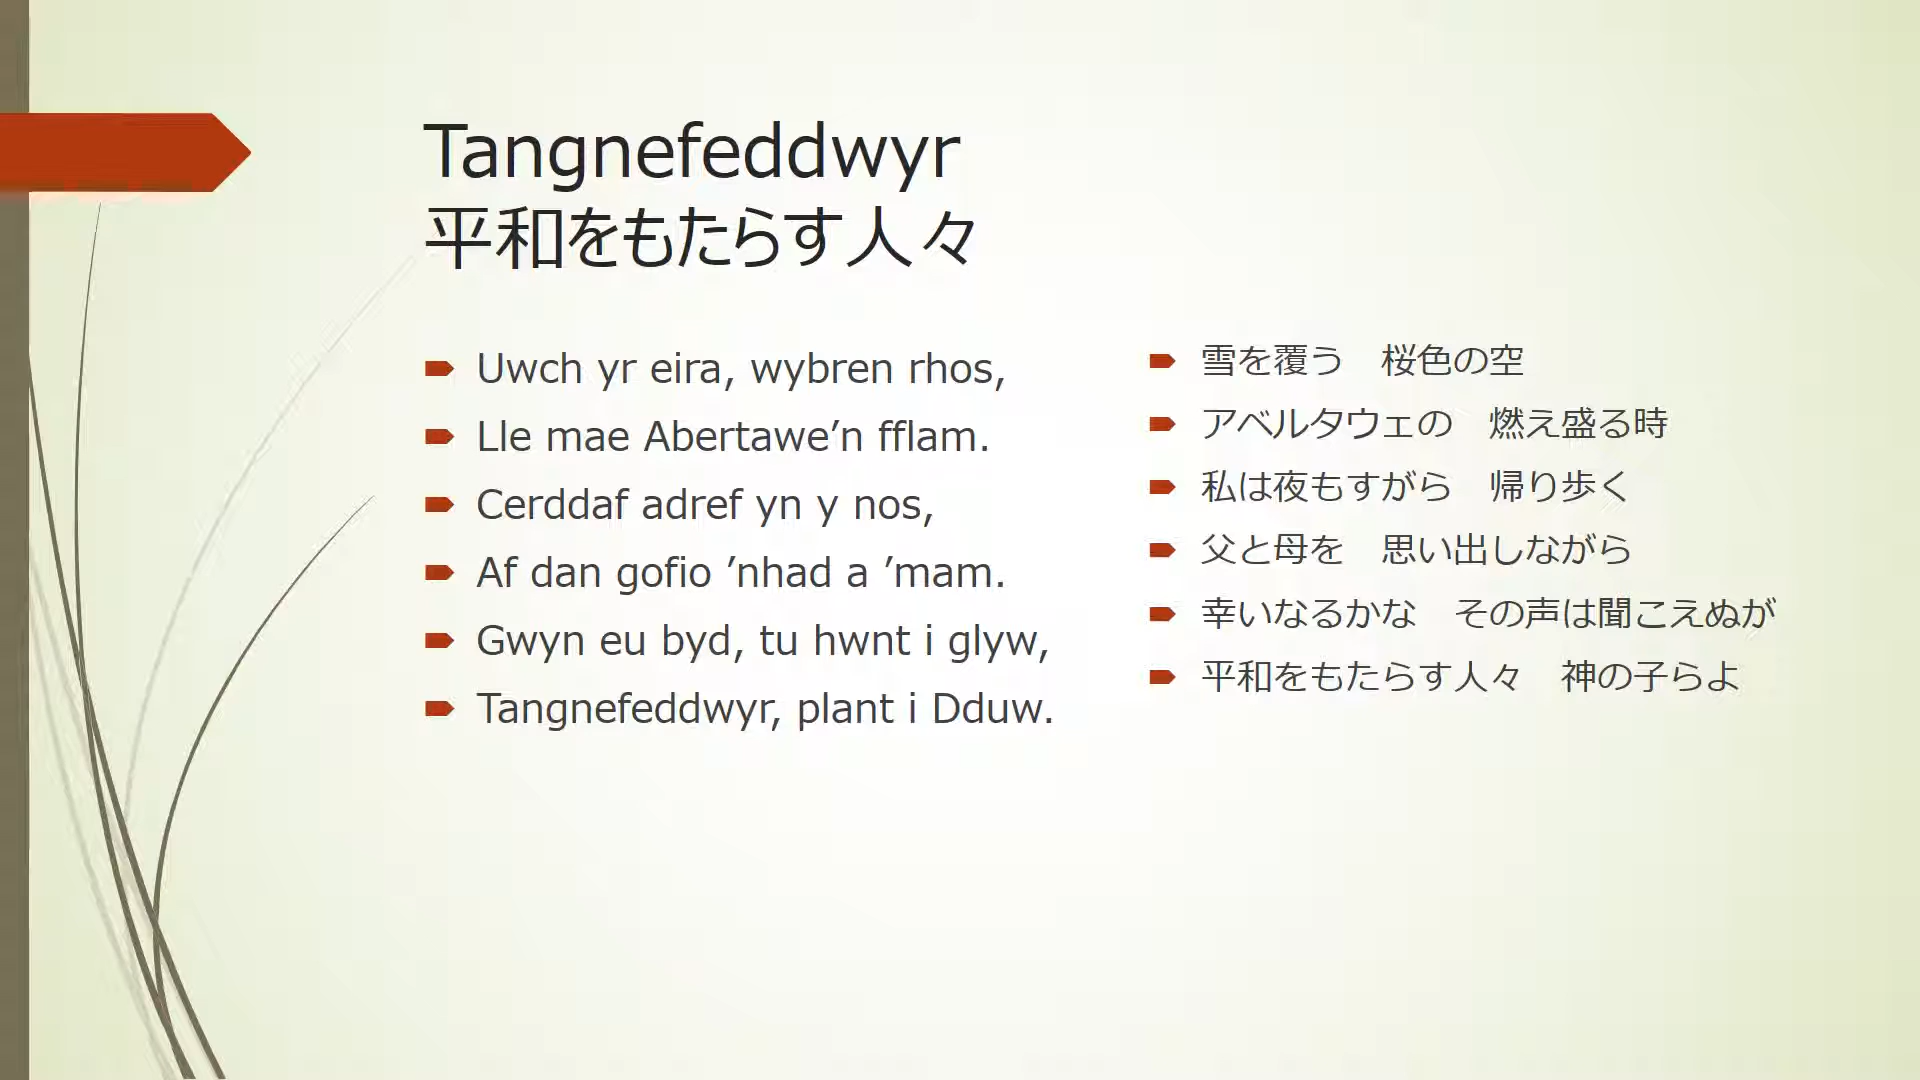 Tangnefeddwyr
平和をもたらす人々
Uwch yr eira, wybren rhos,
Lle mae Abertawe’n fflam.
Cerddaf adref yn y nos,
Af dan gofio ’nhad a ’mam.
Gwyn eu byd, tu hwnt i glyw,
Tangnefeddwyr, plant i Dduw.
雪を覆う　桜色の空
アベルタウェの　燃え盛る時
私は夜もすがら　帰り歩く
父と母を　思い出しながら
幸いなるかな　その声は聞こえぬが
平和をもたらす人々　神の子らよ